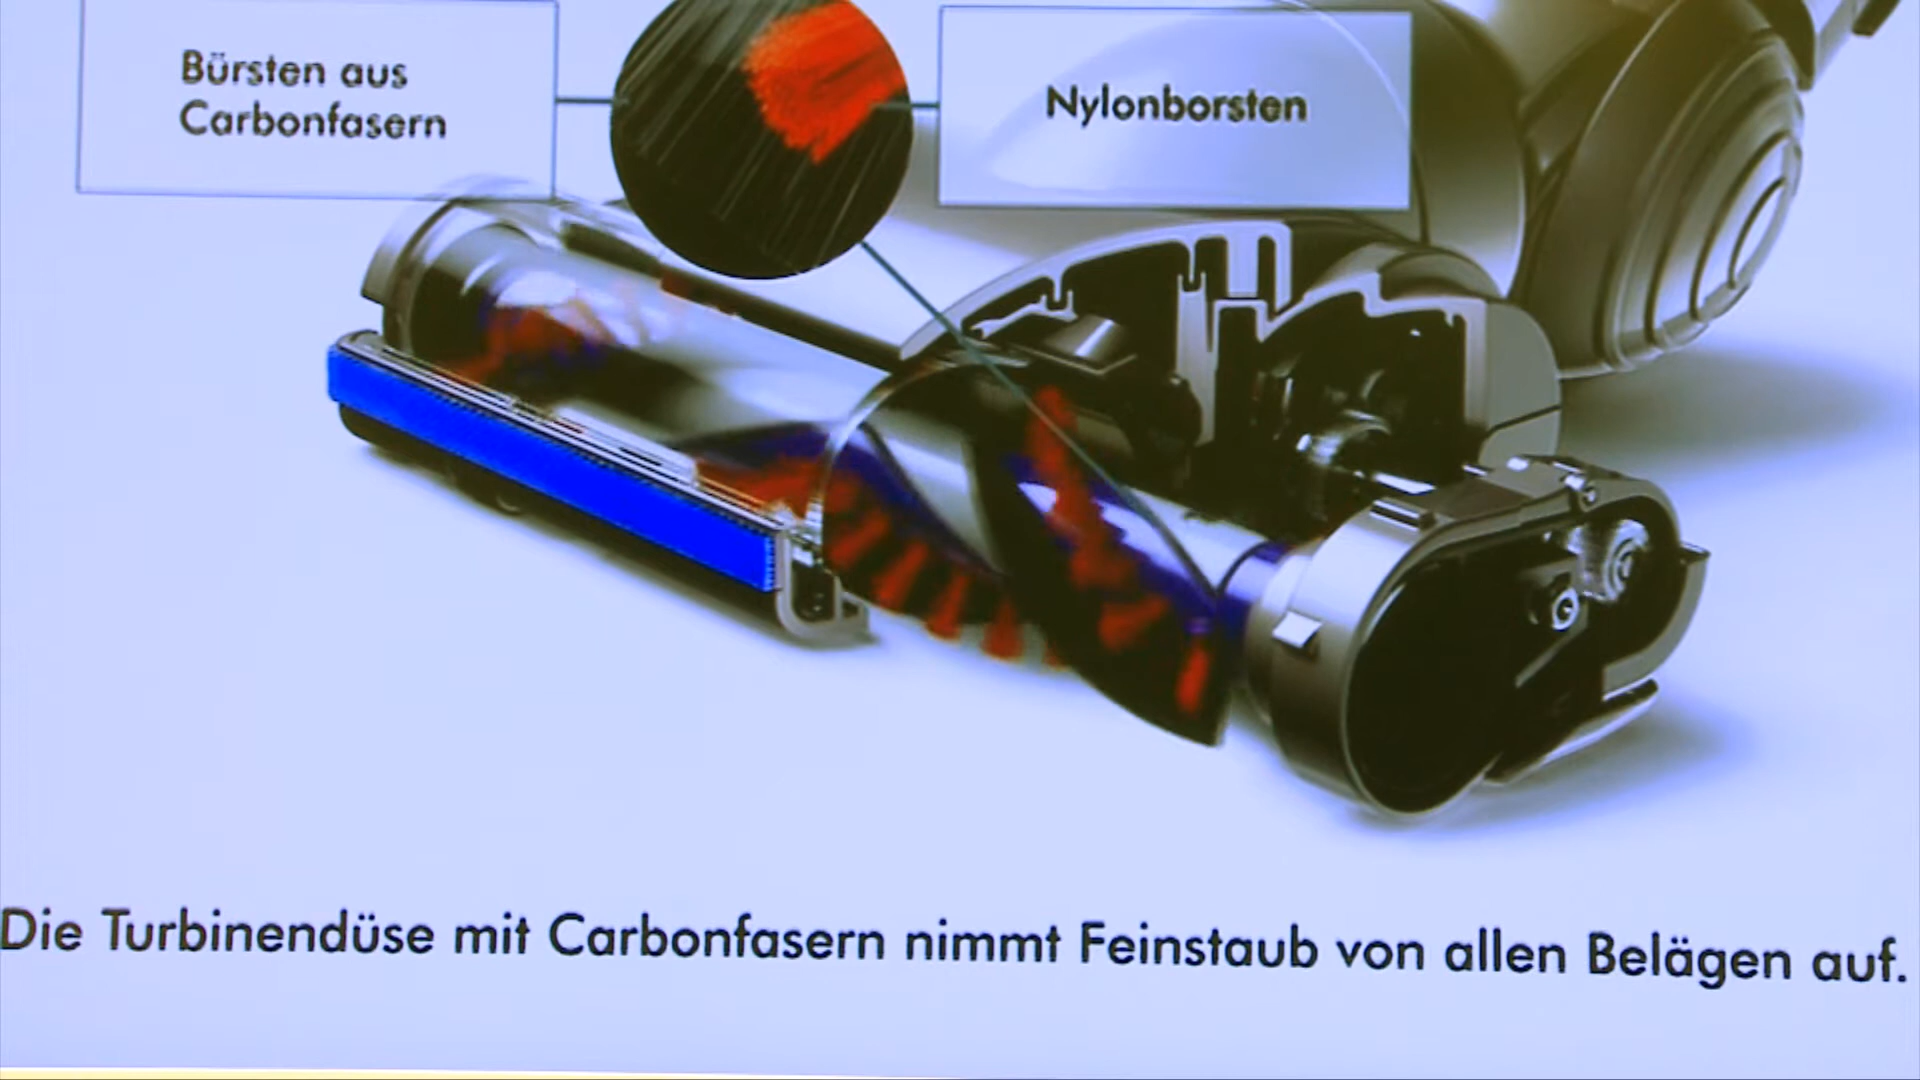 Bürsten aus
Carbonfasern
Nylonborsten
Die Turbinendüse mit Carbonfasern nimmt Feinstaub von allen Belägen auf.